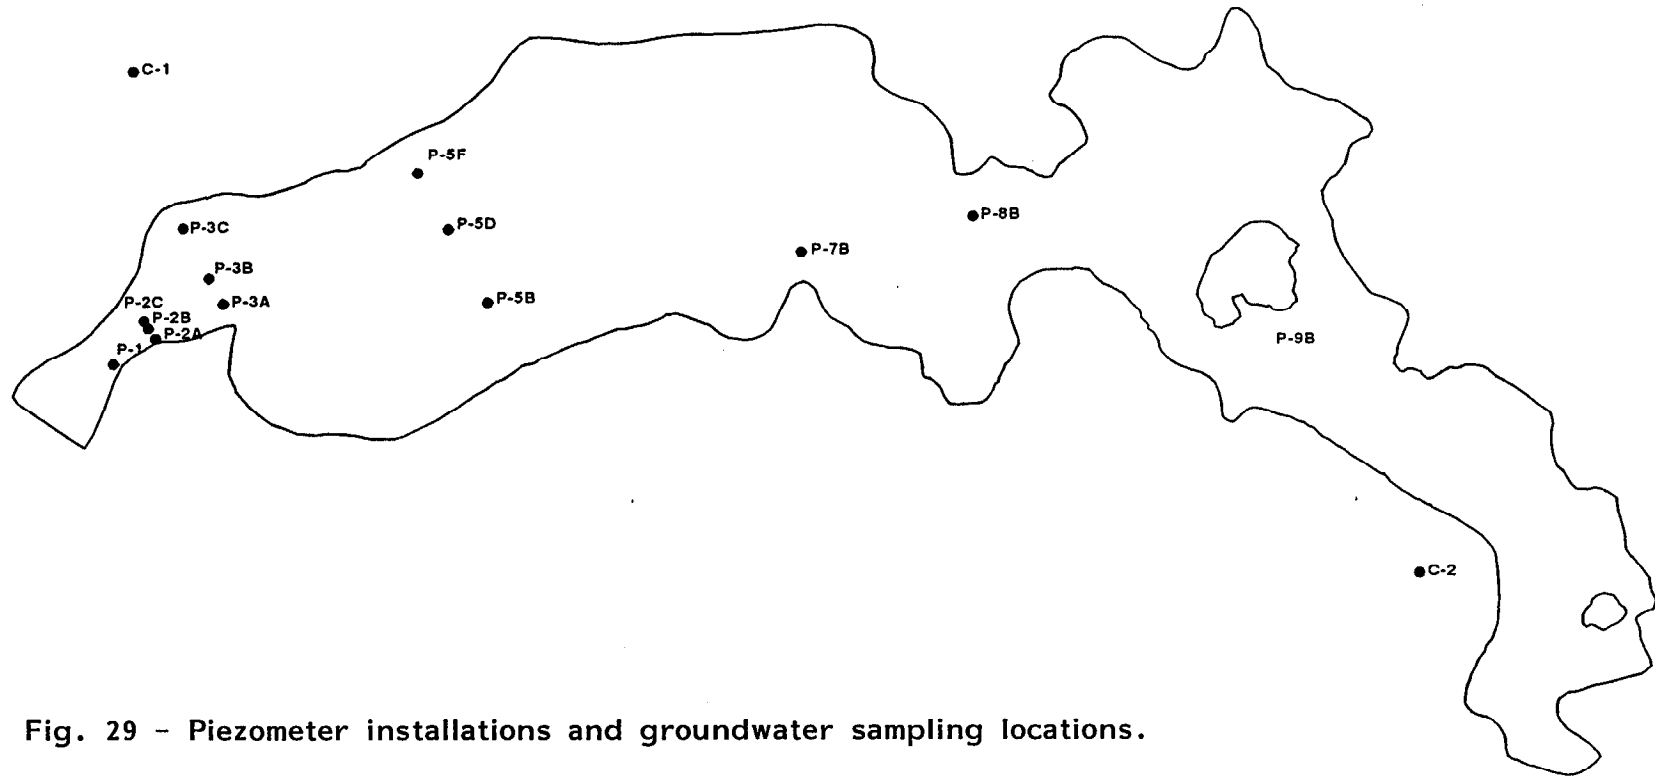 C-1
P-5F
P-3C
P-5D
P-8B
P-7B
P-3B
P-3A
P-5B
P-2C
P-2B
P-2A
P-1
P-9B
C-2
Fig. 29 - Piezometer installations and groundwater sampling locations.